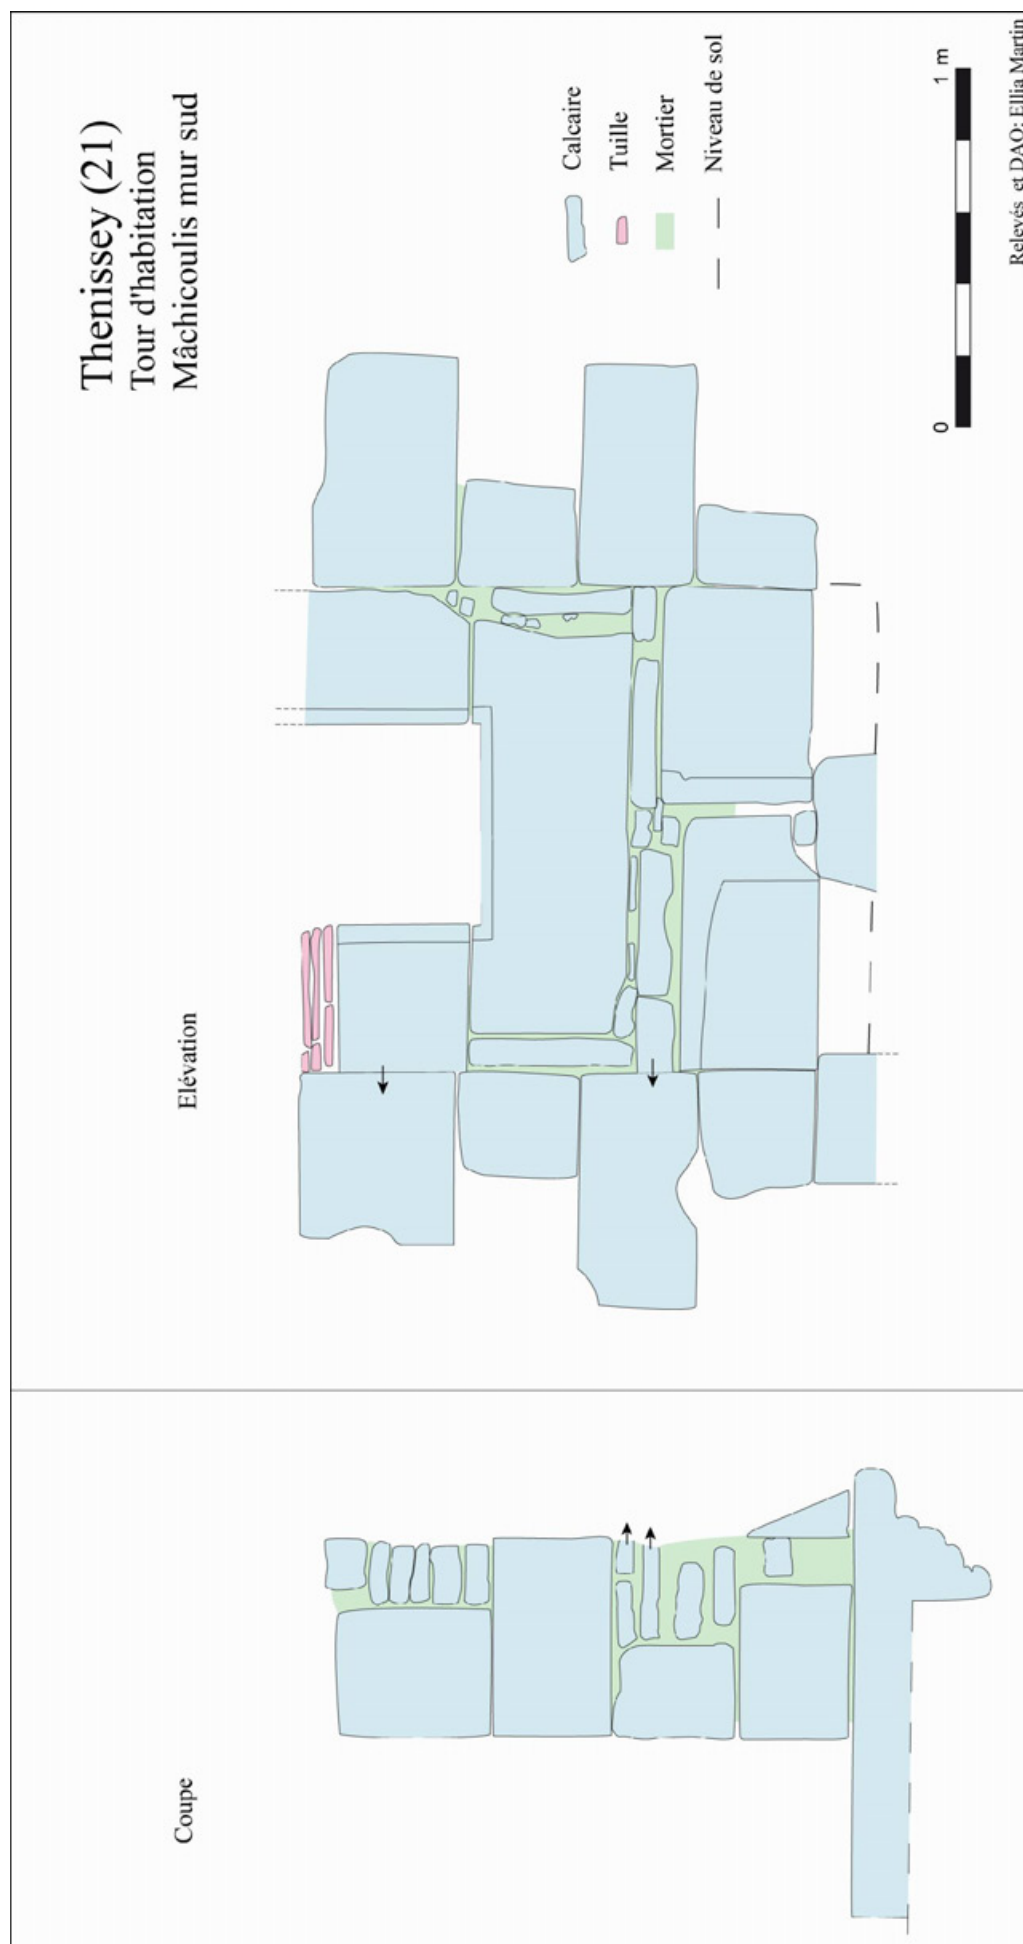 Thenissey (21)
Tour d'habitation
Mâchicoulis mur sud
Coupe
Elévation
Calcaire
Tuille
Mortier
Niveau de sol
0
1 m
Relevés et DAO: Ellia Martin